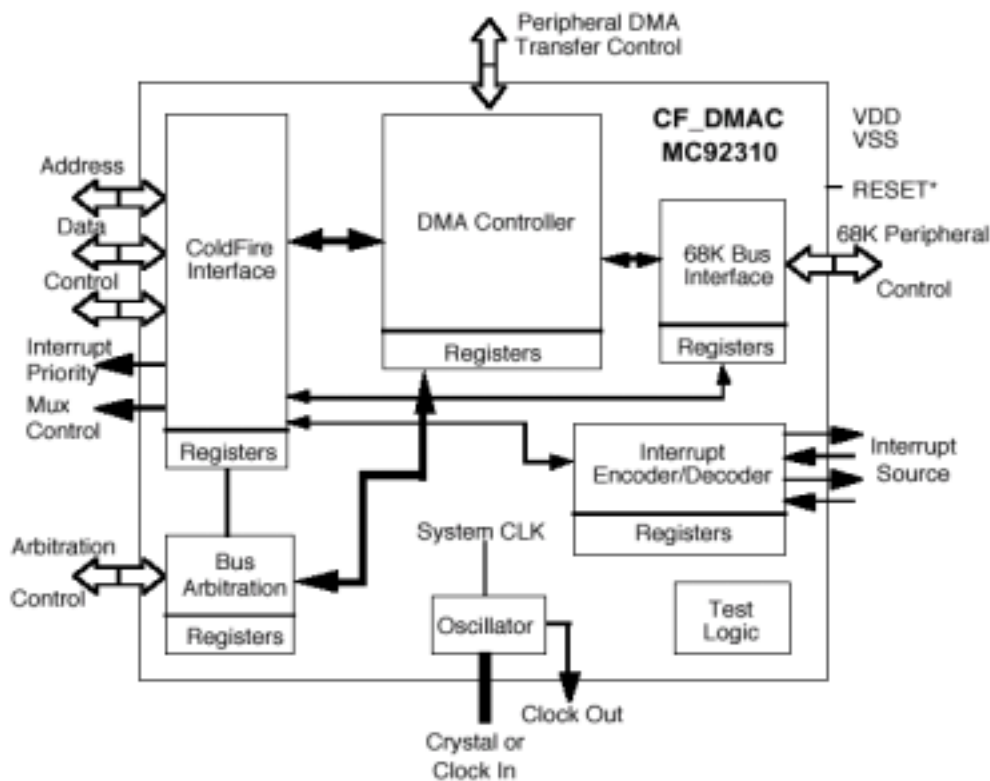 Peripheral DMA
Transfer Control
CF_DMAC
MC92310
VDD
VSS
RESET*
Address
Data
Control
ColdFire
Interface
DMA Controller
68K Bus
Interface
68K Peripheral
Control
Interrupt
Priority
Mux
Control
Registers
Registers
Registers
Interrupt
Encoder/Decoder
Registers
Interrupt
Source
Arbitration
Control
Bus
Arbitration
Registers
System CLK
Oscillator
Test
Logic
Clock Out
Crystal or
Clock In